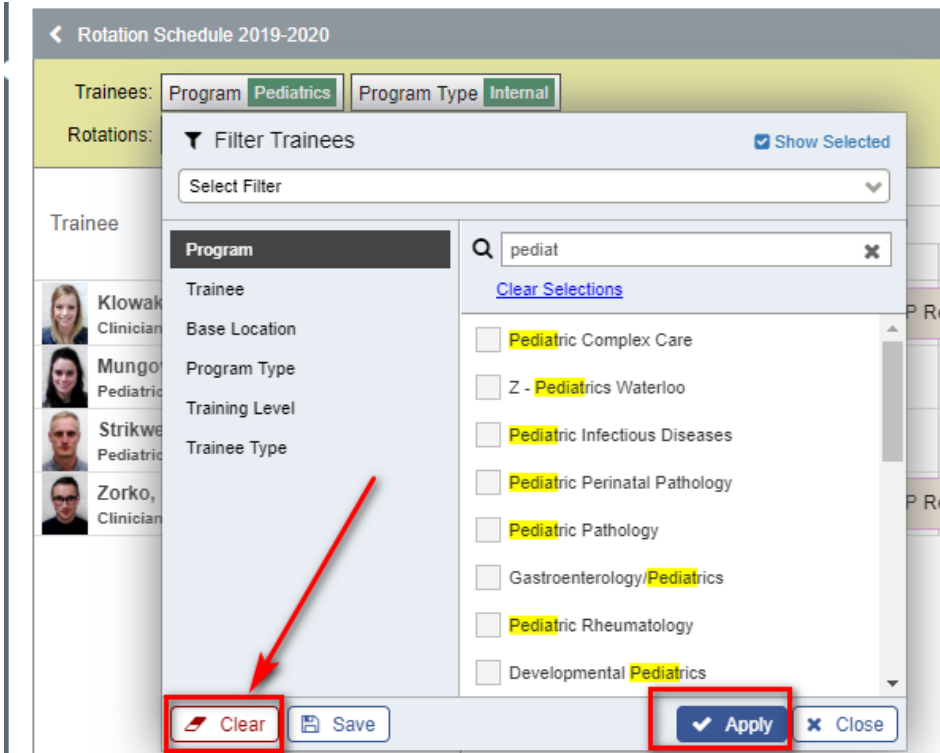 Rotation Schedule 2019-2020
Trainees: Program Pediatrics Program Type Internal
Rotations:
Filter Trainees Show Selected
Select Filter
Trainee
Program
Trainee
Base Location
Program Type
Training Level
Trainee Type
pediat
Clear Selections
Pediatric Complex Care
Z - Pediatrics Waterloo
Pediatric Infectious Diseases
Pediatric Perinatal Pathology
Pediatric Pathology
Gastroenterology/Pediatrics
Pediatric Rheumatology
Developmental Pediatrics
Klowak
Clinician
Mungo
Pediatric
Strikwe
Pediatric
Zorko,
Clinician
P Re
P Re
Clear Save Apply Close